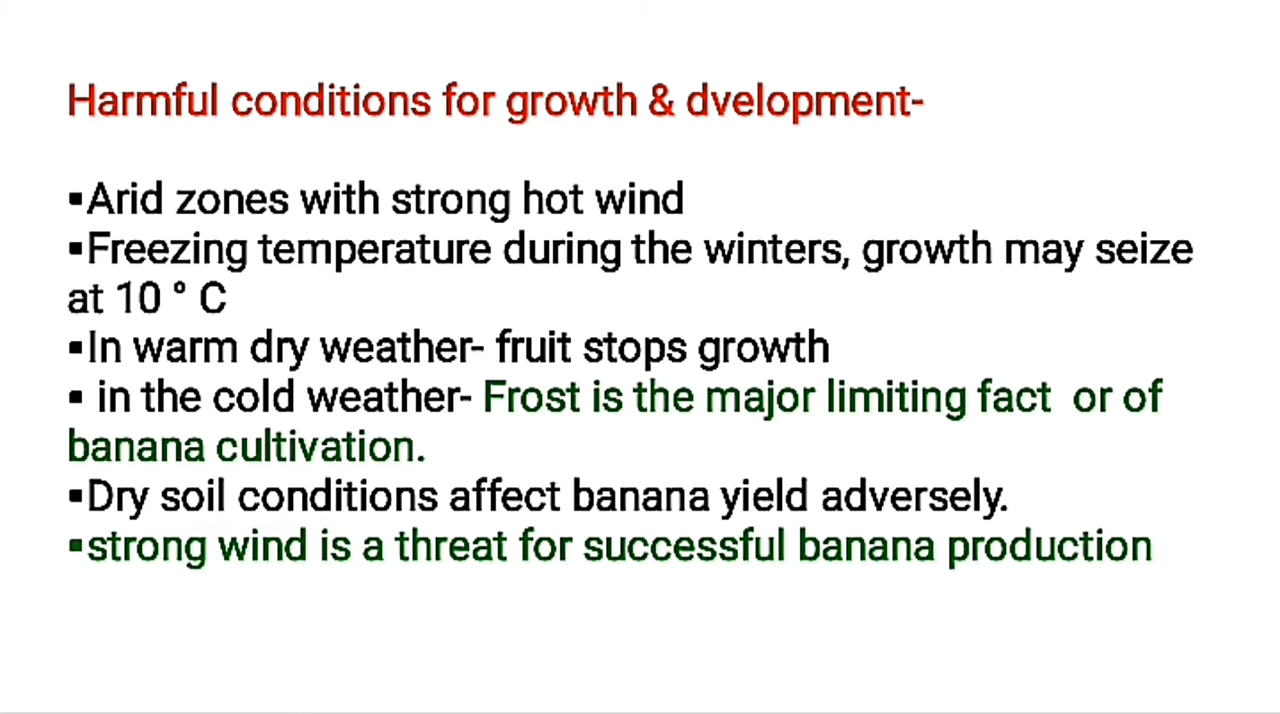 Harmful conditions for growth & dvelopment-
▪Arid zones with strong hot wind
▪Freezing temperature during the winters, growth may seize
at 10 ° C
▪In warm dry weather- fruit stops growth
▪ in the cold weather- Frost is the major limiting fact  or of
banana cultivation.
▪Dry soil conditions affect banana yield adversely.
▪strong wind is a threat for successful banana production